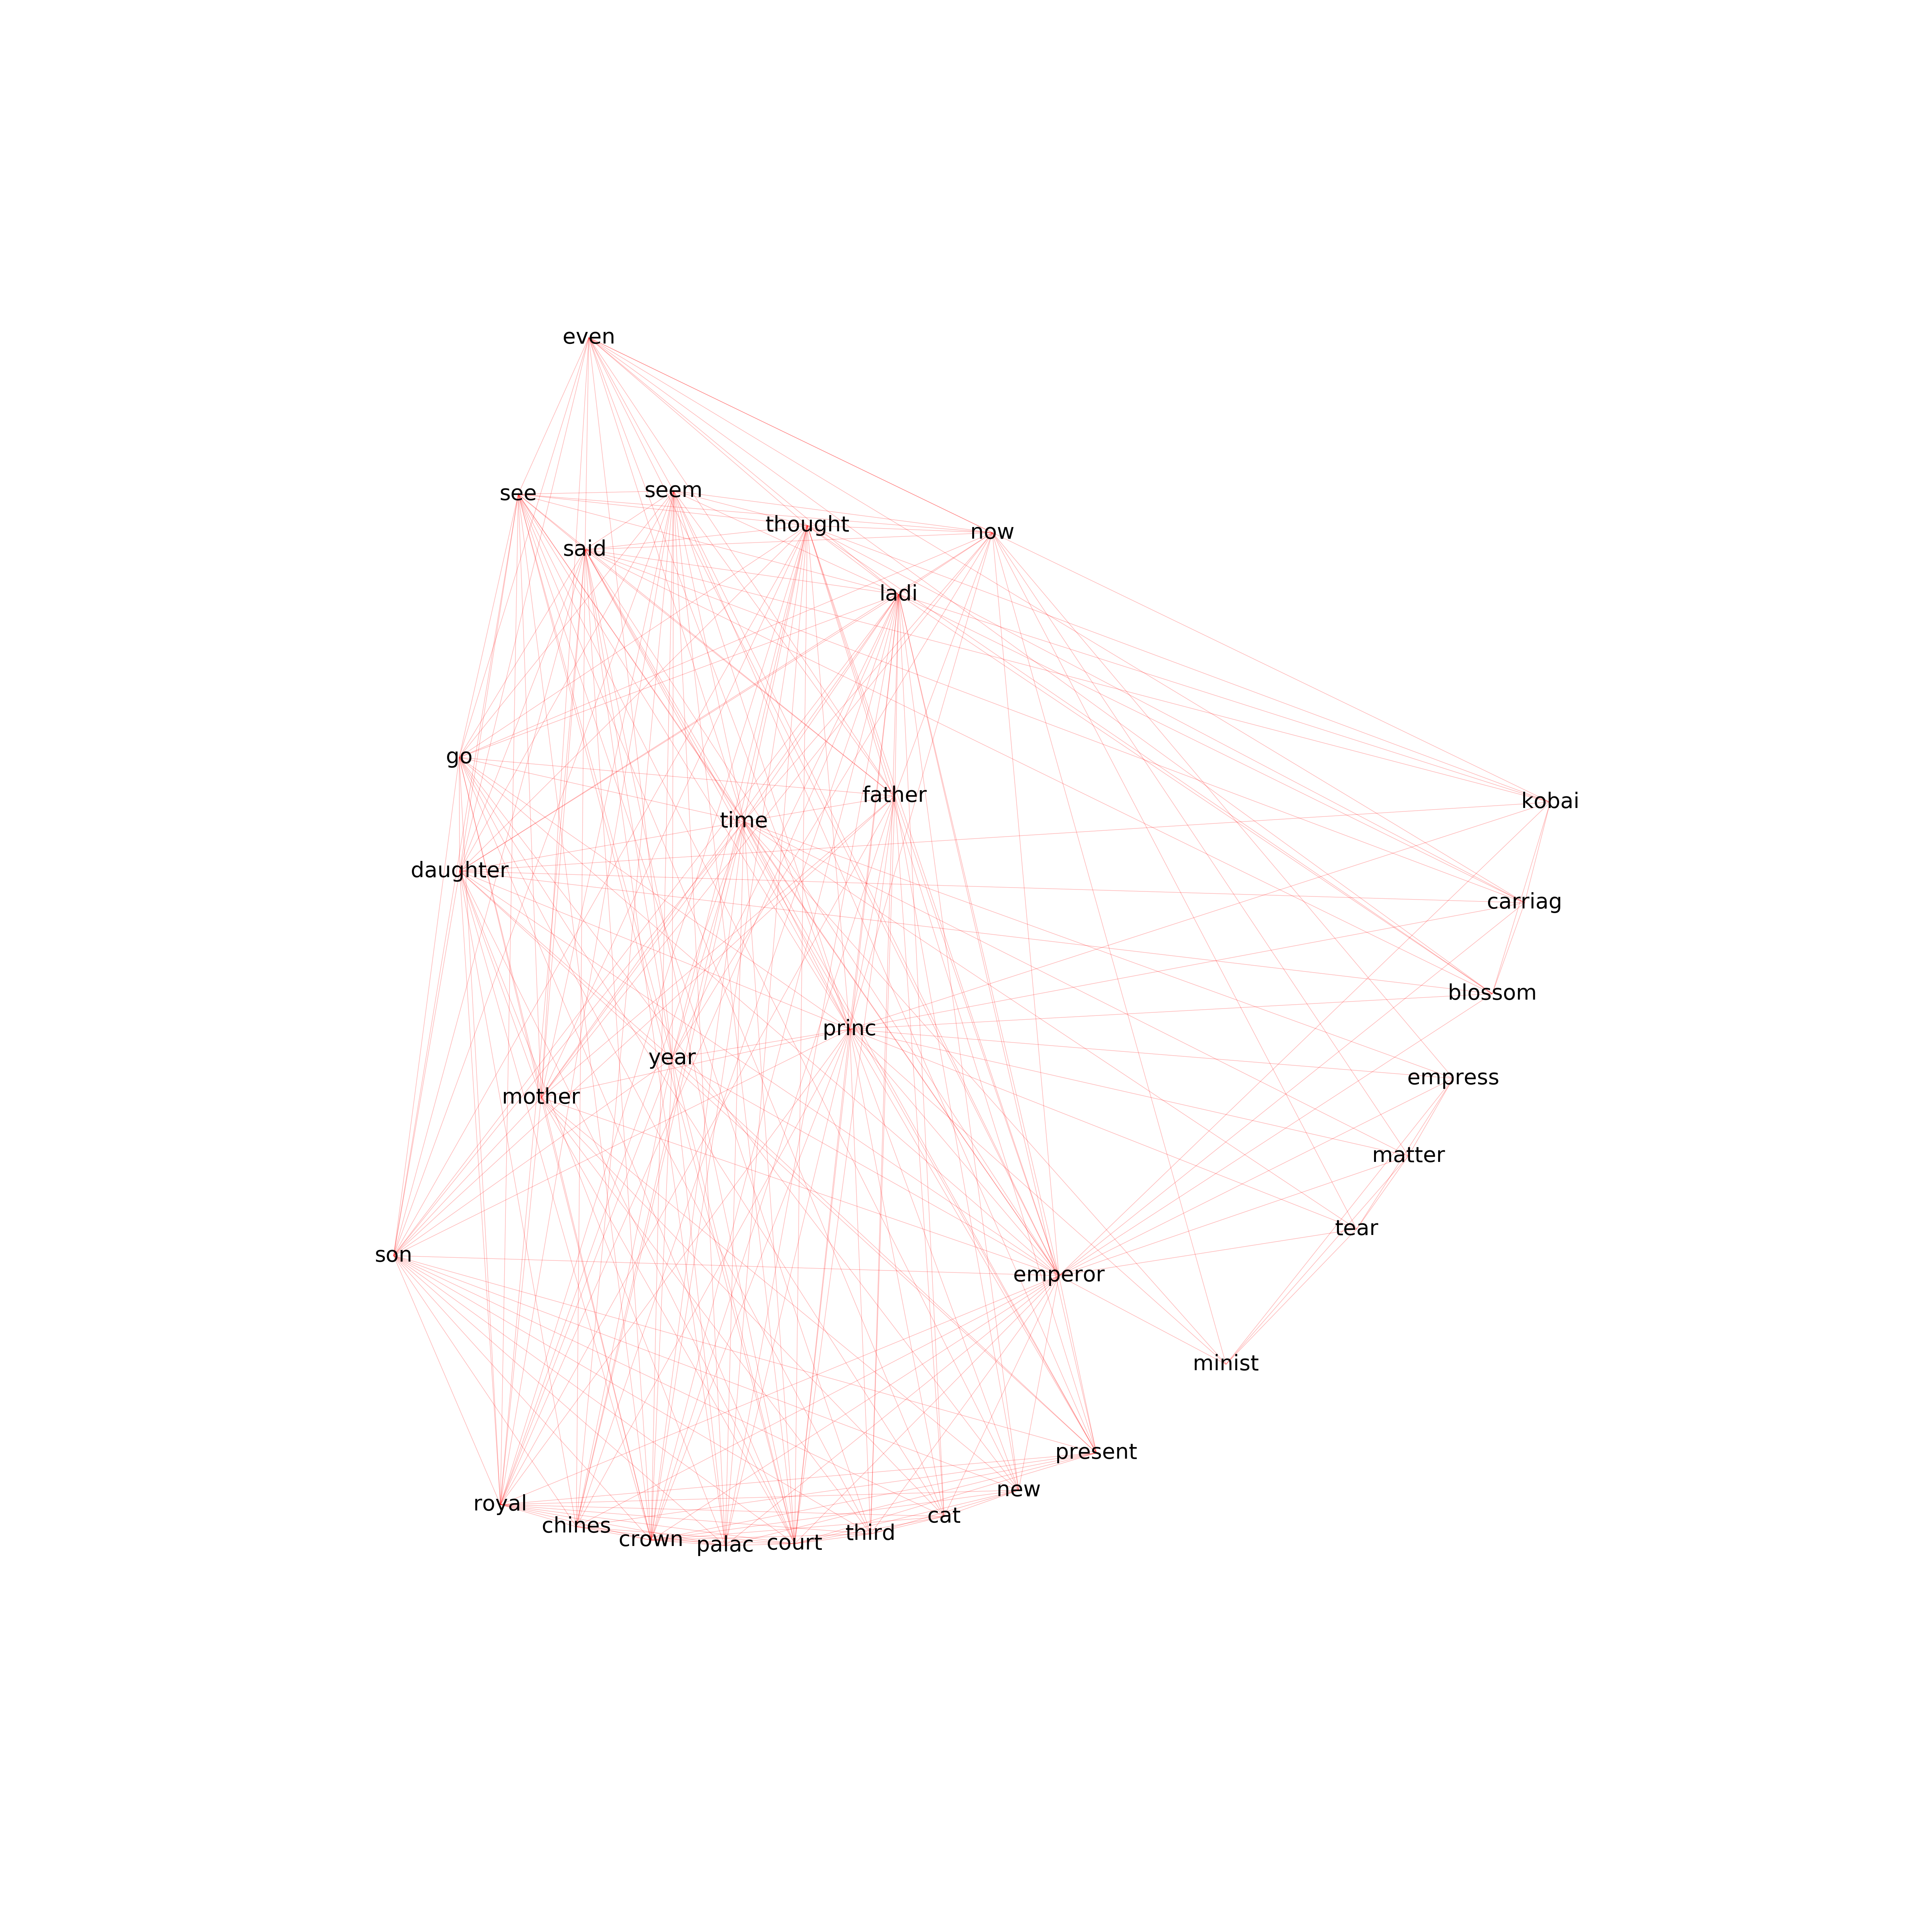 even
see
seem
thought
now
said
ladi
go
father
kobai
time
daughter
carriag
blossom
princ
year
empress
mother
matter
tear
son
emperor
minist
present
new
royal
cat
chines
third
crown
court
palac